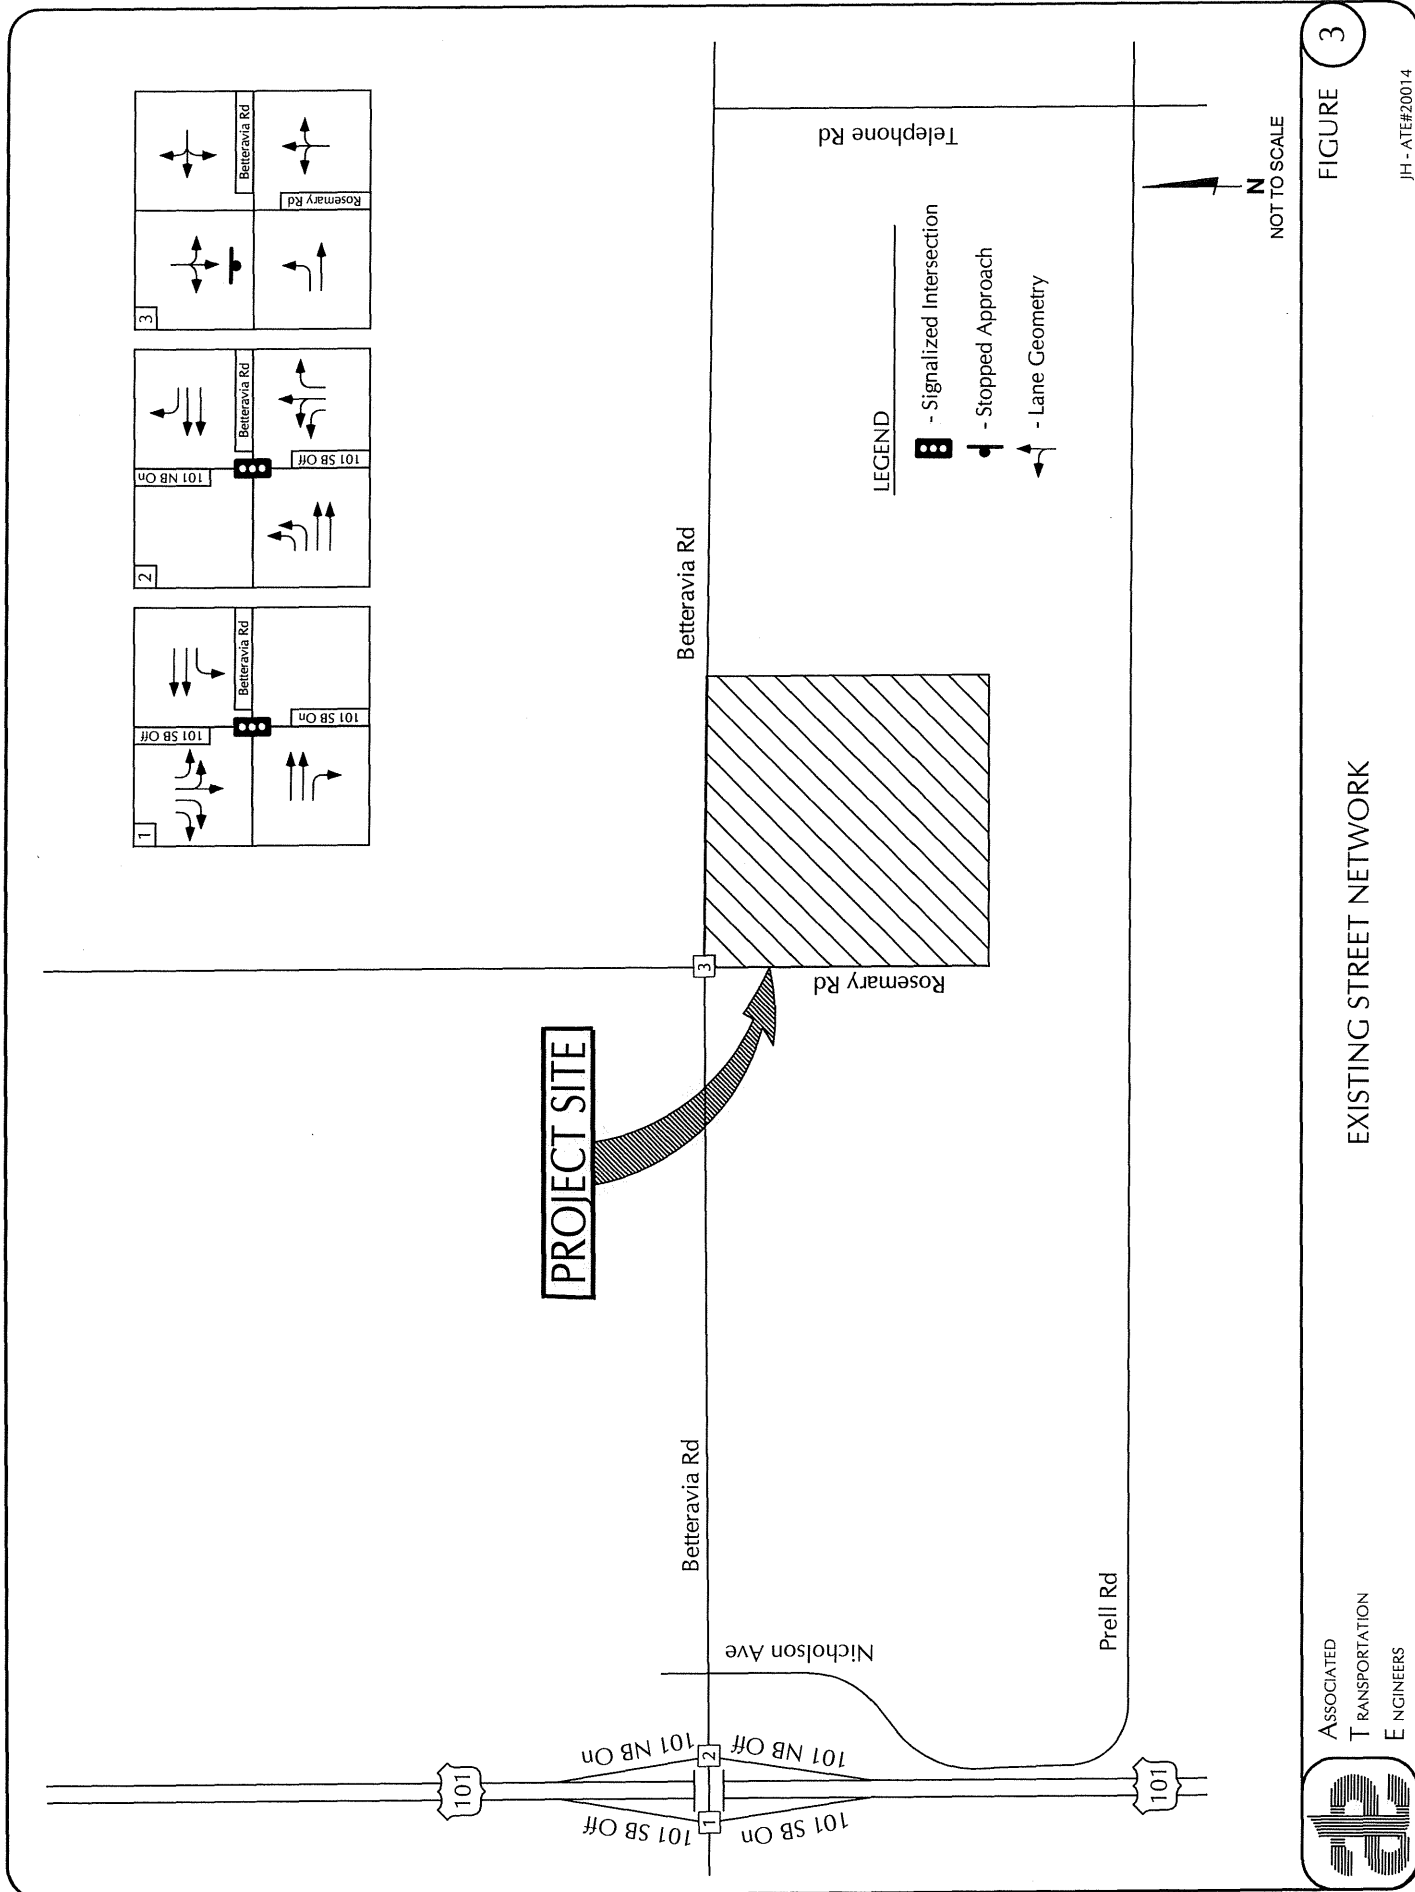 1
101 SB Off
Betteravia Rd
101 SB On
2
101 NB On
Betteravia Rd
101 SB Off
3
Betteravia Rd
Rosemary Rd
101
PROJECT SITE
101 SB Off
101 NB On
1
2
Betteravia Rd
3
Betteravia Rd
101 SB On
101 NB Off
Nicholson Ave
Rosemary Rd
Telephone Rd
LEGEND
- Signalized Intersection
- Stopped Approach
- Lane Geometry
Prell Rd
101
N
NOT TO SCALE
ASSOCIATED
TRANSPORTATION
ENGINEERS
EXISTING STREET NETWORK
FIGURE 3
JH - ATE#20014